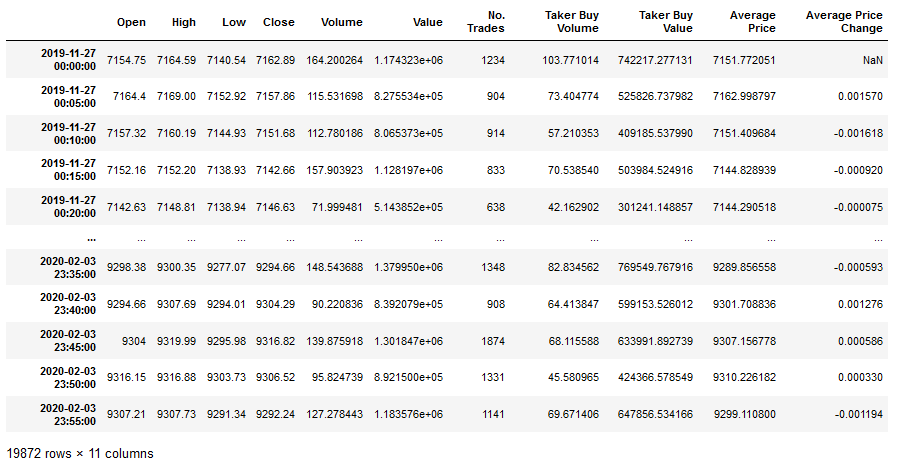 Open High Low Close Volume Value No. Trades Taker Buy Volume Taker Buy Value Average Price Average Price Change
2019-11-27 00:00:00 7154.75 7164.59 7140.54 7162.89 164.200264 1.174323e+06 1234 103.771014 742217.277131 7151.772051 NaN
2019-11-27 00:05:00 7164.4 7169.00 7152.92 7157.86 115.531698 8.275534e+05 904 73.404774 525826.737982 7162.998797 0.001570
2019-11-27 00:10:00 7157.32 7160.19 7144.93 7151.68 112.780186 8.065373e+05 914 57.210353 409185.537990 7151.409684 -0.001618
2019-11-27 00:15:00 7152.16 7152.20 7138.93 7142.66 157.903923 1.128197e+06 833 70.538540 503984.524916 7144.828939 -0.000920
2019-11-27 00:20:00 7142.63 7148.81 7138.94 7146.63 71.999481 5.143852e+05 638 42.162902 301241.148857 7144.290518 -0.000075
... ... ... ... ... ... ... ... ... ... ... ...
2020-02-03 23:35:00 9298.38 9300.35 9277.07 9294.66 148.543688 1.379950e+06 1348 82.834562 769549.767916 9289.856558 -0.000593
2020-02-03 23:40:00 9294.66 9307.69 9294.01 9304.29 90.220836 8.392079e+05 908 64.413847 599153.526012 9301.708836 0.001276
2020-02-03 23:45:00 9304 9319.99 9295.98 9316.82 139.875918 1.301847e+06 1874 68.115588 633991.892739 9307.156778 0.000586
2020-02-03 23:50:00 9316.15 9316.88 9303.73 9306.52 95.824739 8.921500e+05 1331 45.580965 424366.578549 9310.226182 0.000330
2020-02-03 23:55:00 9307.21 9307.73 9291.34 9292.24 127.278443 1.183576e+06 1141 69.671406 647856.534166 9299.110800 -0.001194
19872 rows × 11 columns